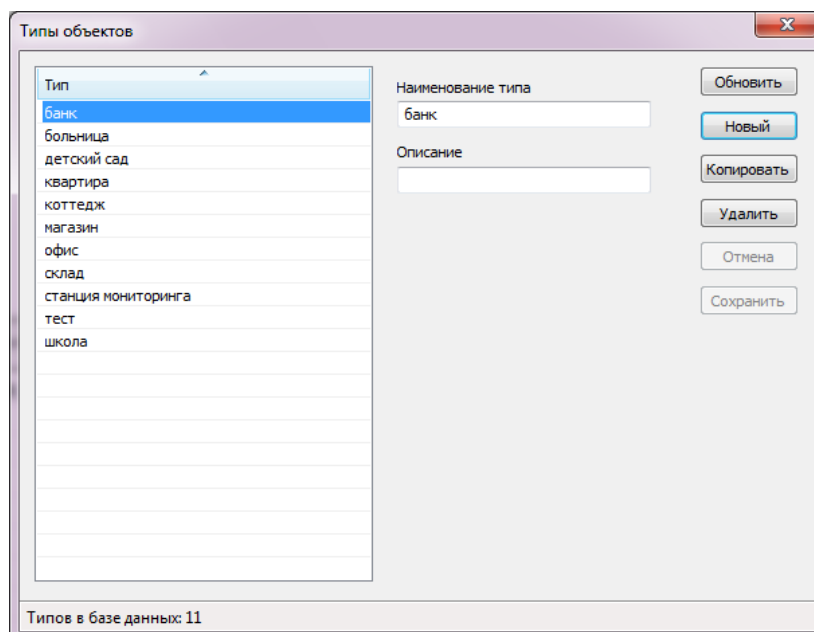 Типы объектов
Тип
банк
больница
детский сад
квартира
коттедж
магазин
офис
склад
станция мониторинга
тест
школа
Наименование типа
банк
Описание
Обновить
Новый
Копировать
Удалить
Отмена
Сохранить
Типов в базе данных: 11